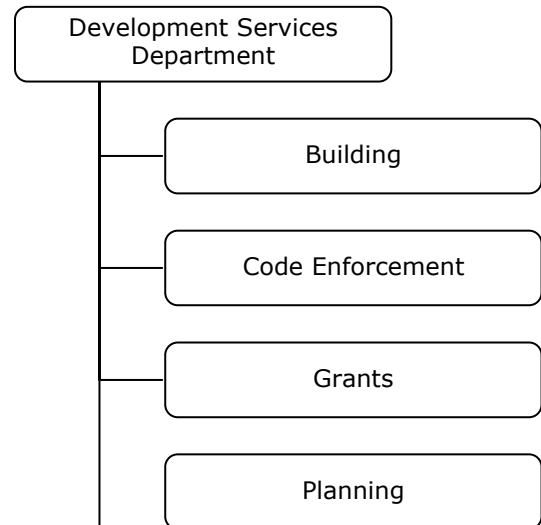 Development Services
Department
Building
Code Enforcement
Grants
Planning